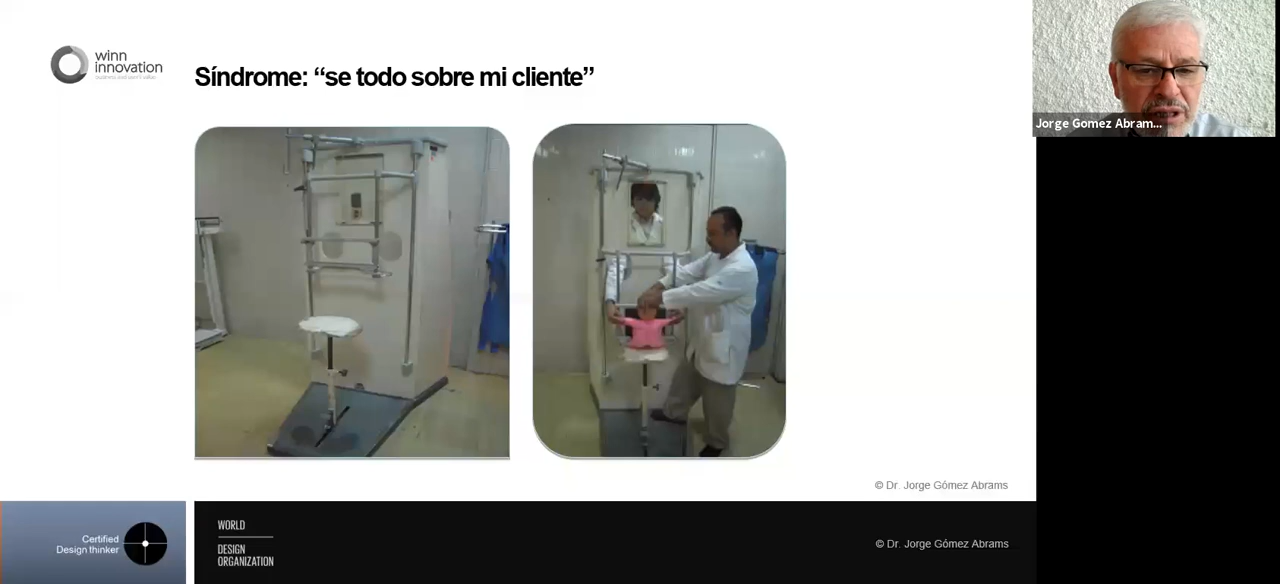 winn
innovation
Síndrome: “se todo sobre mi cliente”
Jorge Gomez Abram...
© Dr. Jorge Gómez Abrams
Certified
Design thinker
WORLD
DESIGN
ORGANIZATION
© Dr. Jorge Gómez Abrams